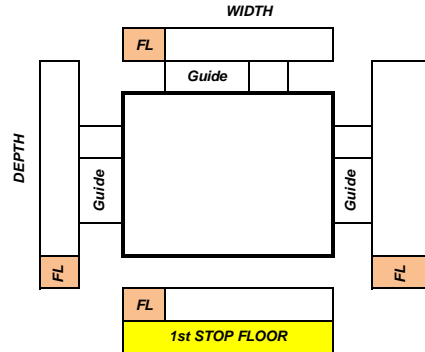 WIDTH
FL
Guide
DEPTH
Guide
Guide
FL
FL
FL
1st STOP FLOOR